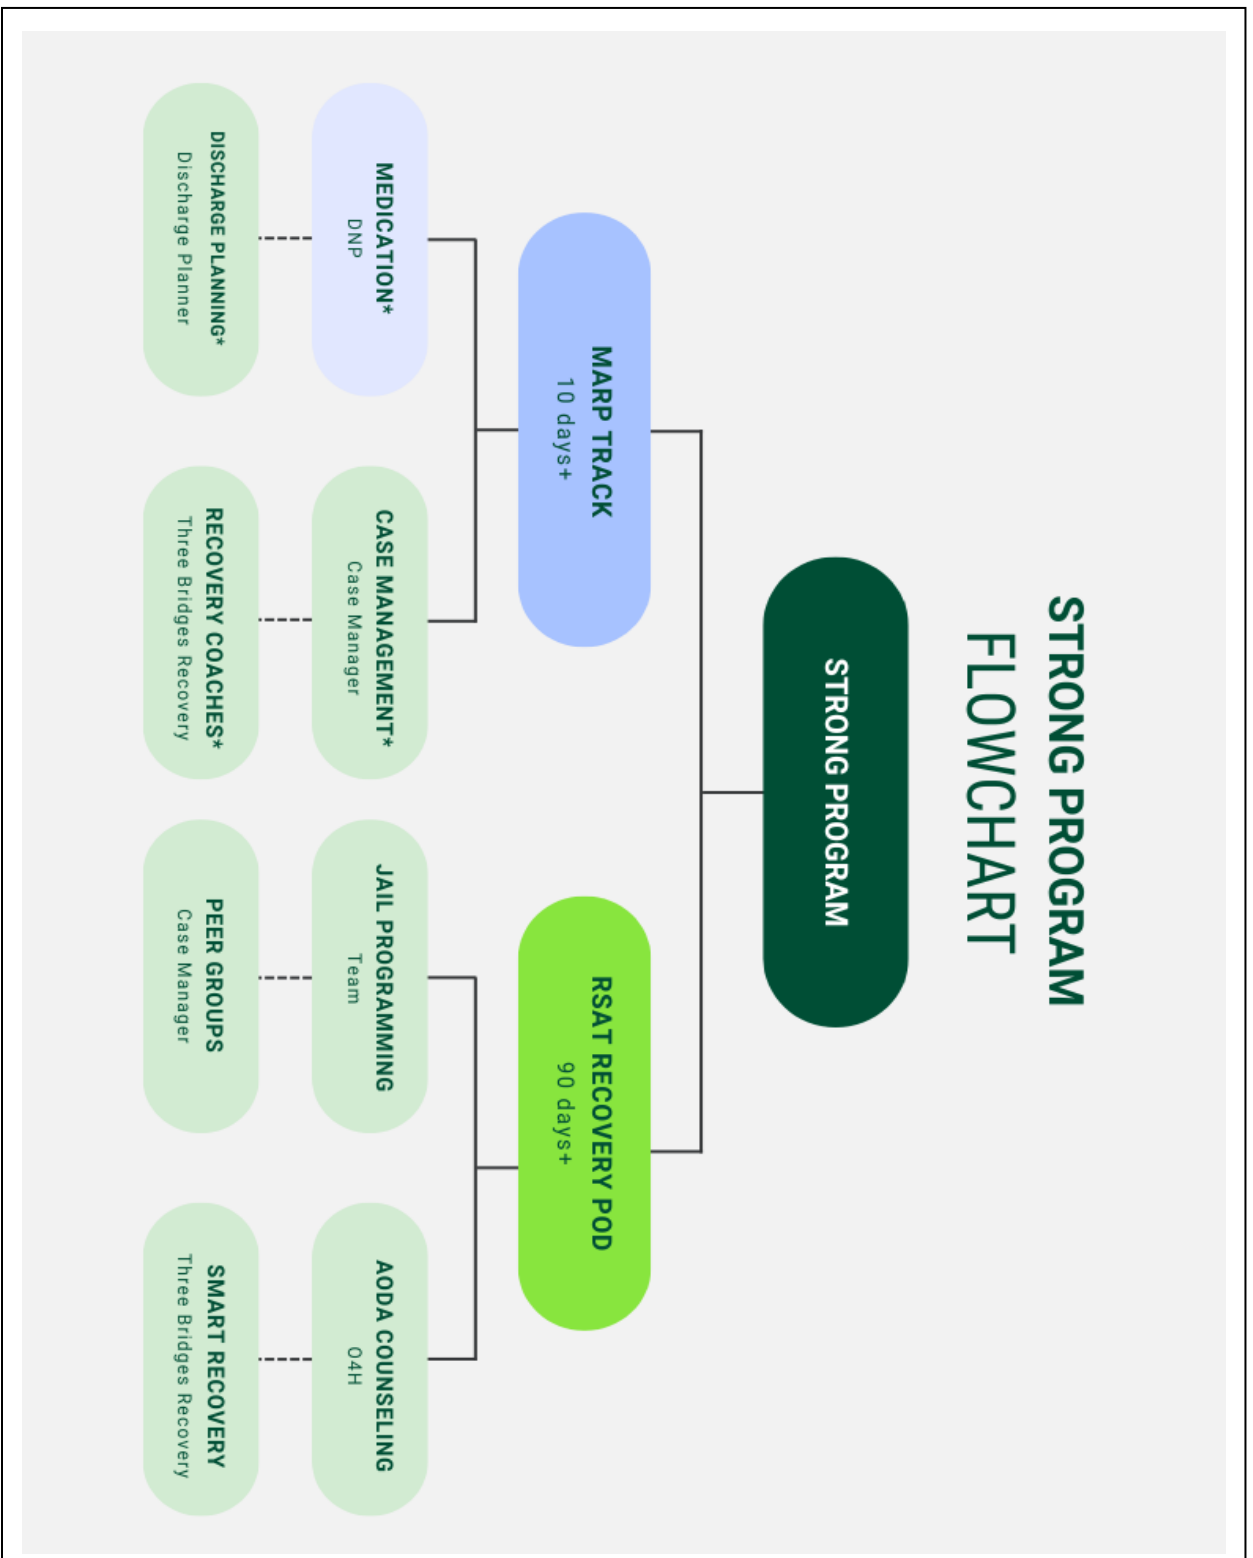 STRONG PROGRAM
FLOWCHART
STRONG PROGRAM
MARP TRACK
10 days+
RSAT RECOVERY POD
90 days+
MEDICATION*
DNP
CASE MANAGEMENT*
Case Manager
JAIL PROGRAMMING
Team
AODA COUNSELING
O4H
DISCHARGE PLANNING*
Discharge Planner
RECOVERY COACHES*
Three Bridges Recovery
PEER GROUPS
Case Manager
SMART RECOVERY
Three Bridges Recovery